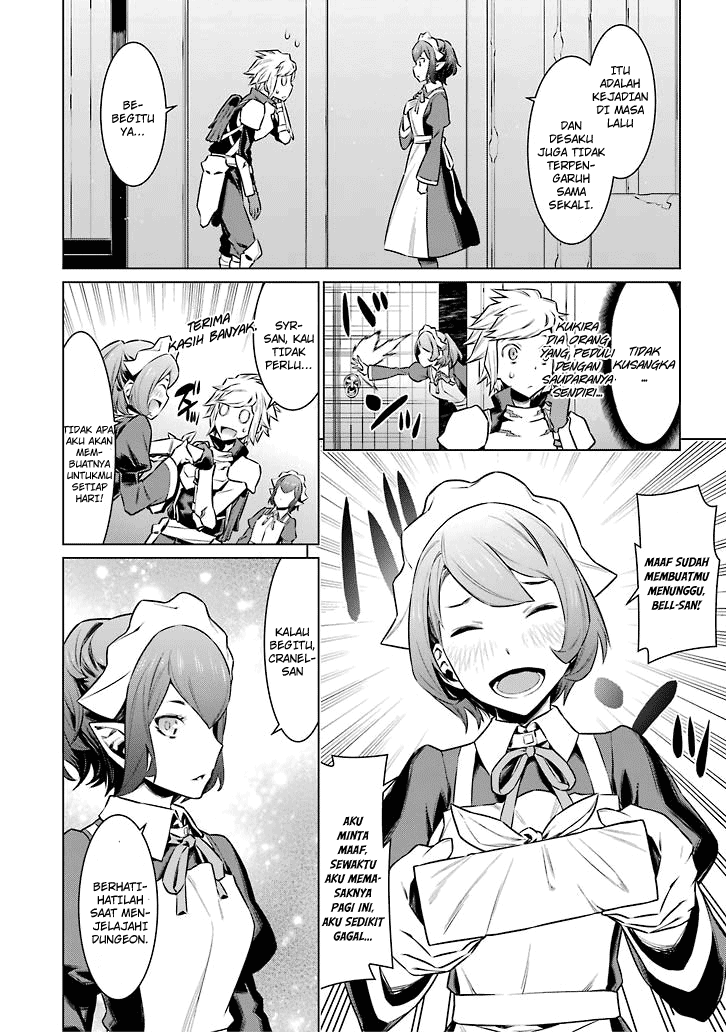 ITU
ADALAH
KEJADIAN
DI MASA
LALU
DAN
DESAKU
JUGA TIDAK
TERPEN-
GARUH
SAMA
SEKALI.
BE-
BEGITU
YA...
TIDAK
KUSANGKA
...
KUKIRA
DIA ORANG
YANG, PEDULI
DENGAN
SAUDARANYA
SENDIRI...
SYR-
SAN, KAU
TIDAK
PERLU...
TERIMA
KASIH BANYAK.
TIDAK APA
AKU AKAN
MEM-
BUATNYA
UNTUKMU
SETIAP
HARI!
MAAF SUDAH
MEMBUATMU
MENUNGGU,
BELL-SAN!
AKU
MINTA
MAAF,
SEWAKTU
AKU MEMA-
SAKNYA
PAGI INI,
AKU SEDIKIT
GAGAL...
KALAU
BEGITU,
CRANEL-
SAN
BERHATI-
HATILAH
SAAT MEN-
JELAJAHI
DUNGEON.